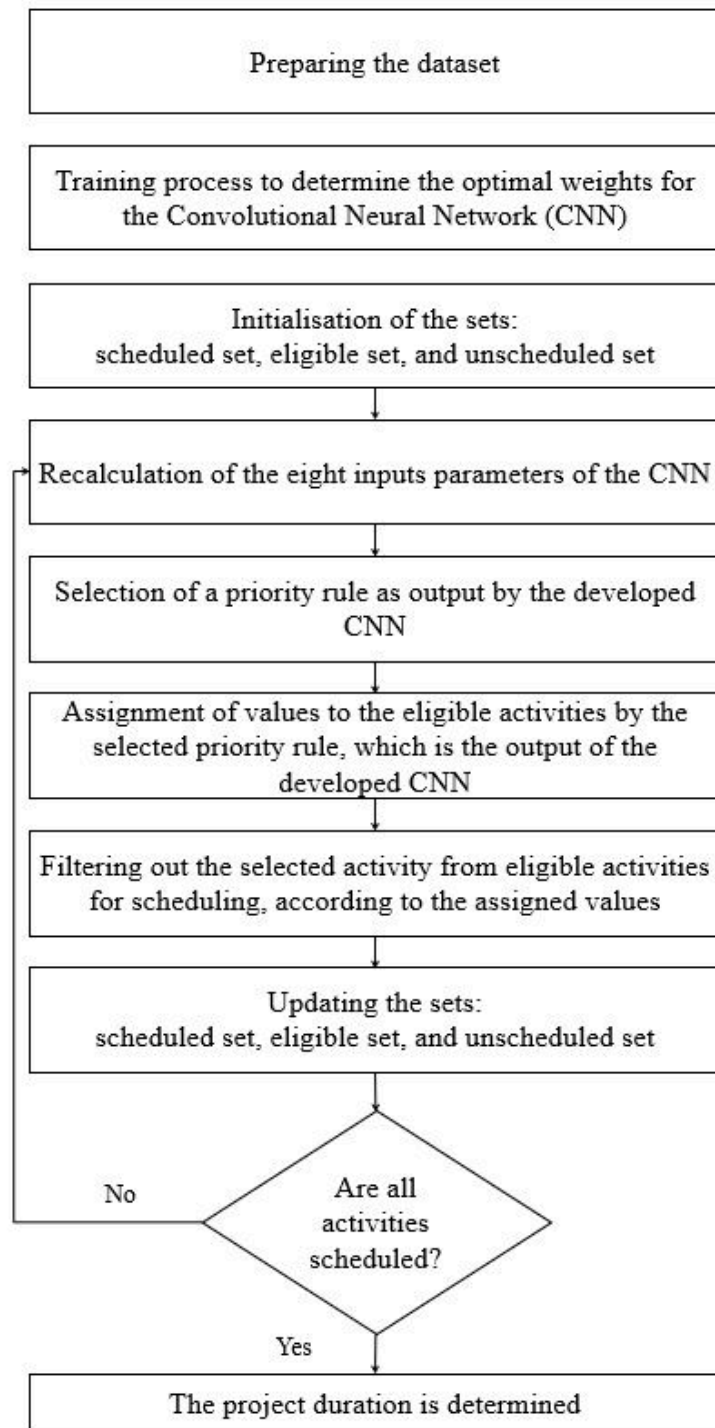 Preparing the dataset
Training process to determine the optimal weights for
the Convolutional Neural Network (CNN)
Initialisation of the sets:
scheduled set, eligible set, and unscheduled set
Recalculation of the eight inputs parameters of the CNN
Selection of a priority rule as output by the developed
CNN
Assignment of values to the eligible activities by the
selected priority rule, which is the output of the
developed CNN
Filtering out the selected activity from eligible activities
for scheduling, according to the assigned values
Updating the sets:
scheduled set, eligible set, and unscheduled set
No
Are all
activities
scheduled?
Yes
The project duration is determined